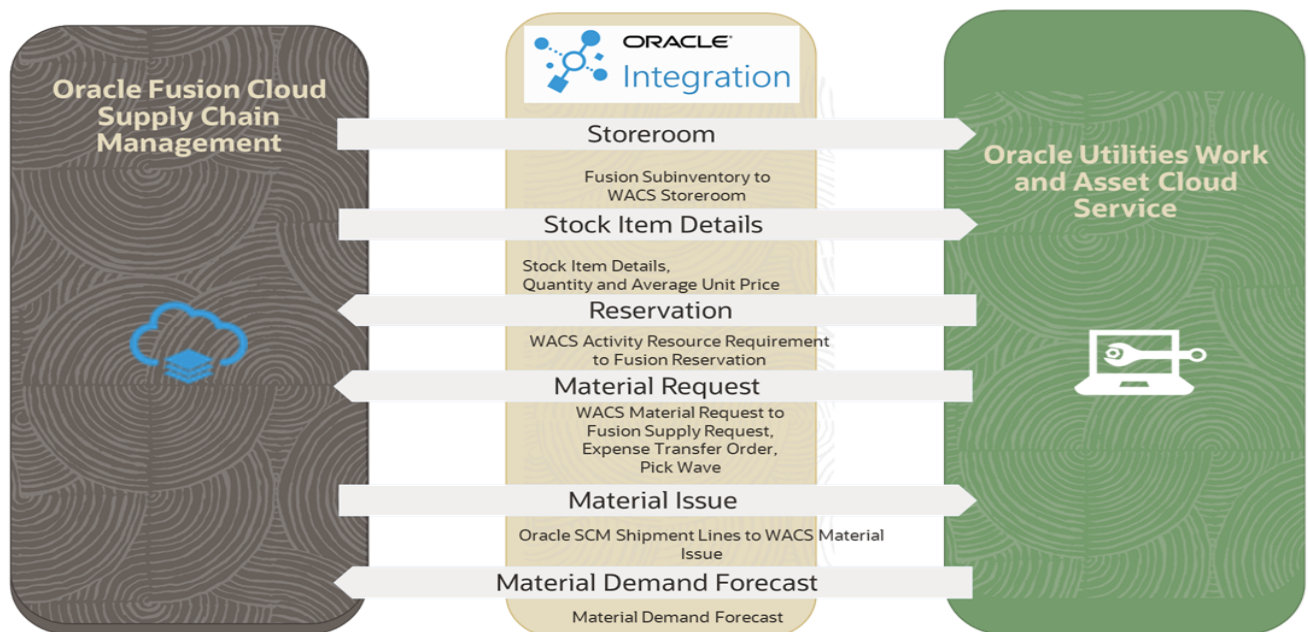 Oracle Fusion Cloud
Supply Chain
Management
ORACLE
Integration
Oracle Utilities Work
and Asset Cloud
Service
Storeroom
Fusion Subinventory to
WACS Storeroom
Stock Item Details
Stock Item Details,
Quantity and Average Unit Price
Reservation
WACS Activity Resource Requirement
to Fusion Reservation
Material Request
WACS Material Request to
Fusion Supply Request,
Expense Transfer Order,
Pick Wave
Material Issue
Oracle SCM Shipment Lines to WACS Material
Issue
Material Demand Forecast
Material Demand Forecast